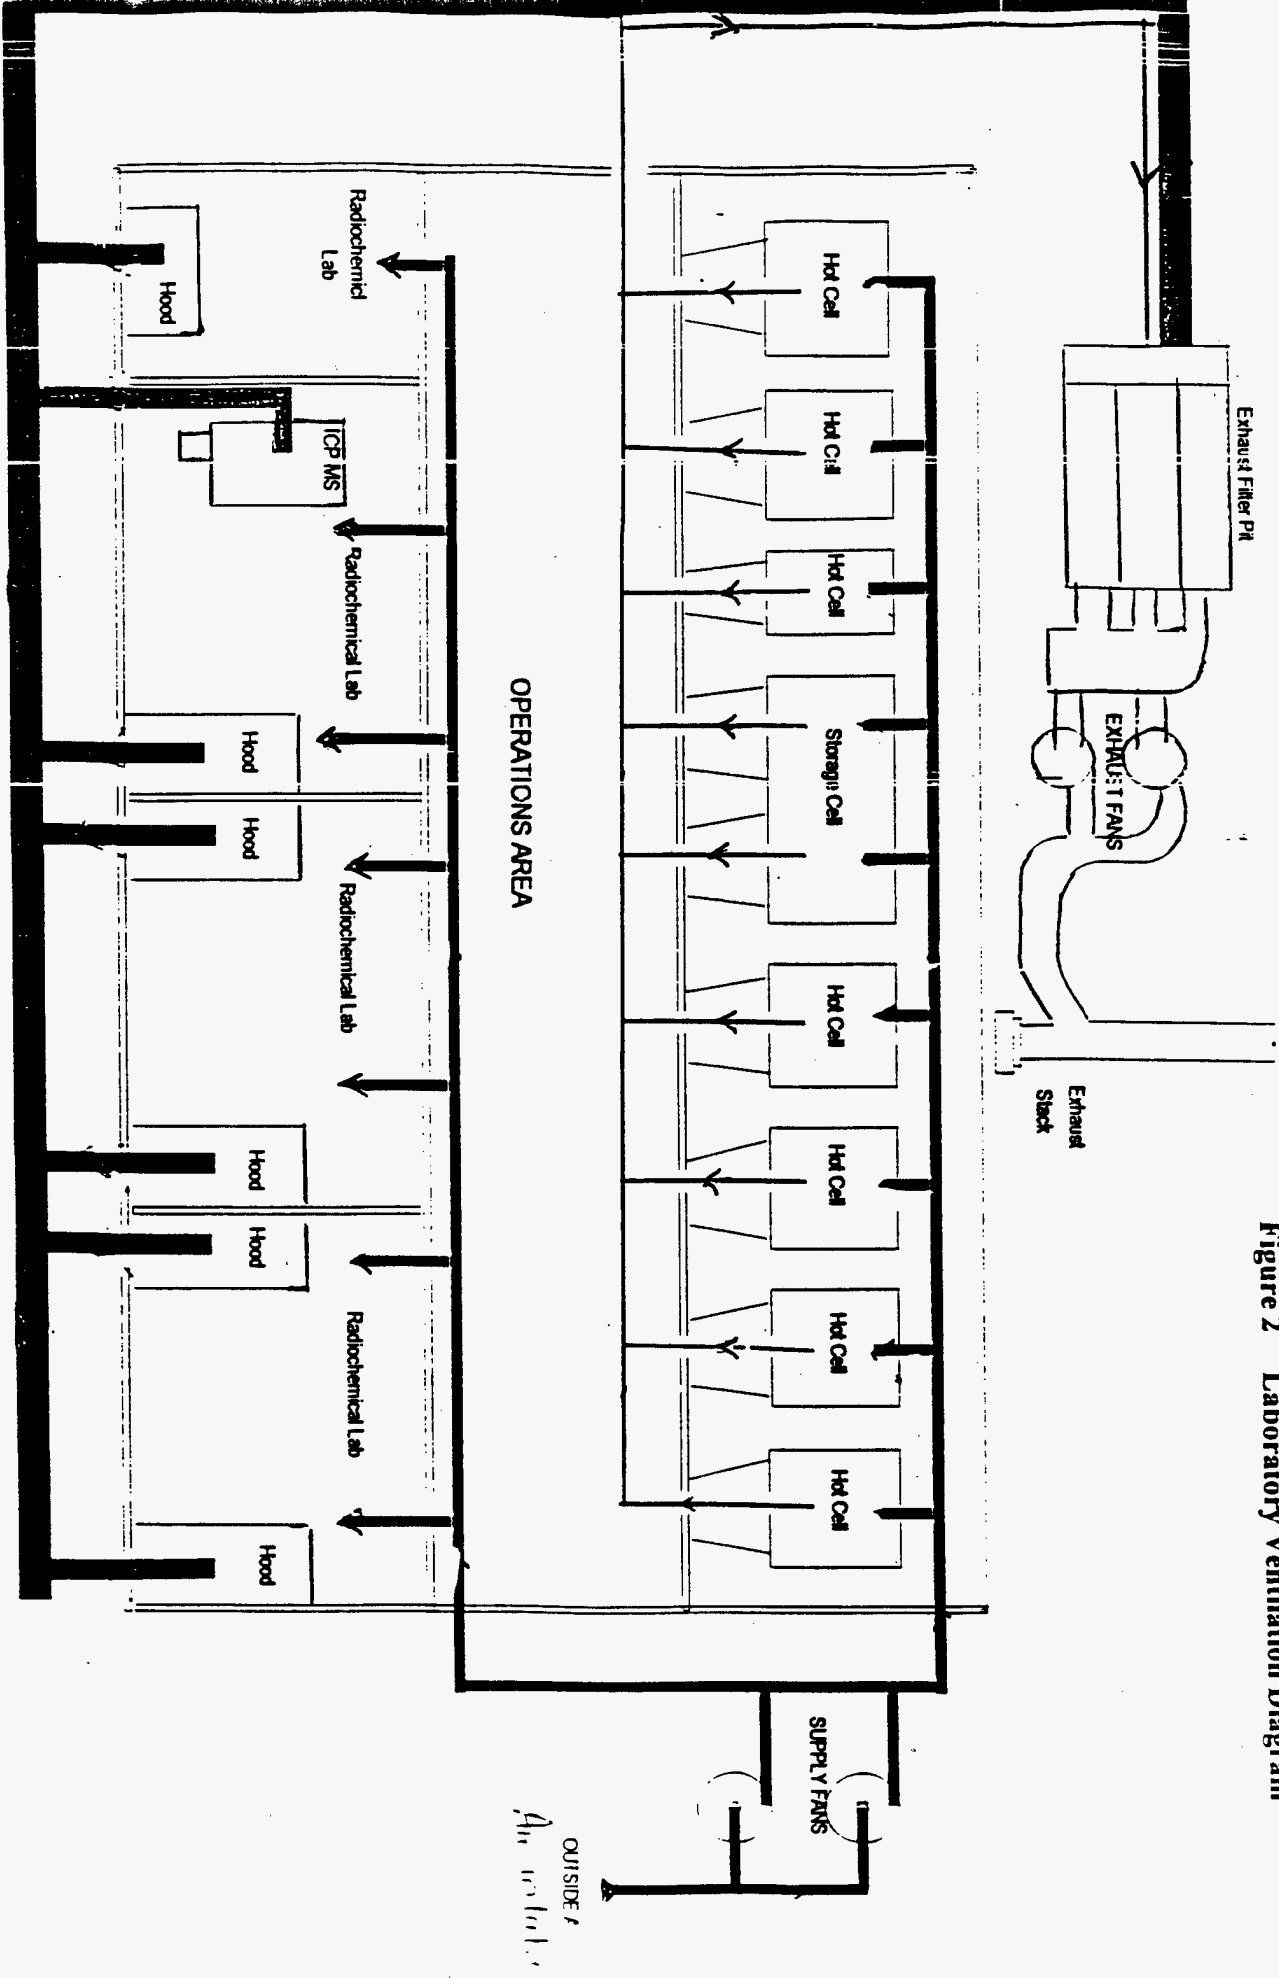 Figure 2 Laboratory Ventilation Diagram
Exhaust Filter Pit
EXHAUST FANS
Exhaust
Stack
Hot Cell
Hot Cell
Hot Cell
Storage Cell
Hot Cell
Hot Cell
Hot Cell
Hot Cell
SUPPLY FANS
OUTSIDE
Air
OPERATIONS AREA
Radiochemicl
Lab
Radiochemical Lab
Radiochemical Lab
Radiochemical Lab
ICP MS
Hood
Hood
Hood
Hood
Hood
Hood